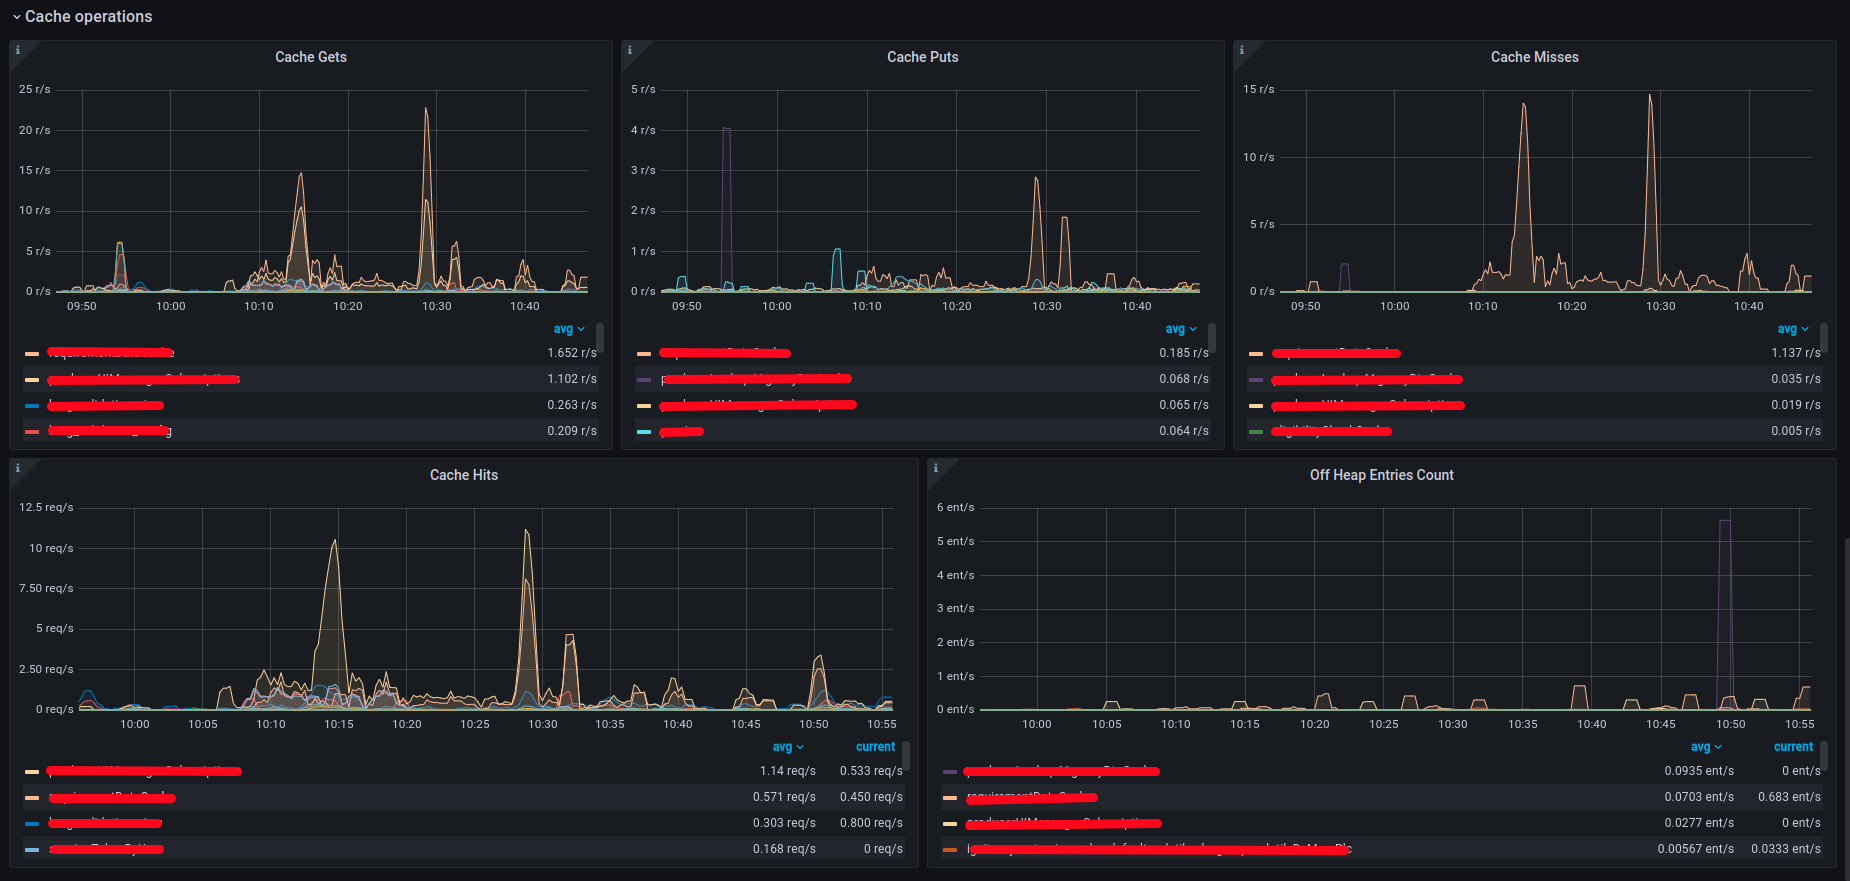 Cache operations
Cache Gets
25 r/s
20 r/s
15 r/s
10 r/s
5 r/s
0 r/s
09:50 10:00 10:10 10:20 10:30 10:40
avg
1.652 r/s
1.102 r/s
0.263 r/s
0.209 r/s
Cache Puts
5 r/s
4 r/s
3 r/s
2 r/s
1 r/s
0 r/s
09:50 10:00 10:10 10:20 10:30 10:40
avg
0.185 r/s
0.068 r/s
0.065 r/s
0.064 r/s
Cache Misses
15 r/s
10 r/s
5 r/s
0 r/s
09:50 10:00 10:10 10:20 10:30 10:40
avg
1.137 r/s
0.035 r/s
0.019 r/s
0.005 r/s
Cache Hits
12.5 req/s
10 req/s
7.50 req/s
5 req/s
2.50 req/s
0 req/s
10:00 10:05 10:10 10:15 10:20 10:25 10:30 10:35 10:40 10:45 10:50 10:55
avg current
1.14 req/s 0.533 req/s
0.571 req/s 0.450 req/s
0.303 req/s 0.800 req/s
0.168 req/s 0 req/s
Off Heap Entries Count
6 ent/s
5 ent/s
4 ent/s
3 ent/s
2 ent/s
1 ent/s
0 ent/s
10:00 10:05 10:10 10:15 10:20 10:25 10:30 10:35 10:40 10:45 10:50 10:55
avg current
0.0935 ent/s 0 ent/s
0.0703 ent/s 0.683 ent/s
0.0277 ent/s 0 ent/s
0.00567 ent/s 0.0333 ent/s